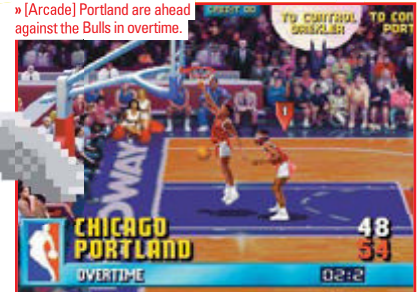 » [Arcade] Portland are ahead
against the Bulls in overtime.
CREDIT 00
TO CONTROL
DREXLER
TO CON
PORT
WAY
CHICAGO 48
PORTLAND 54
OVERTIME 02:2